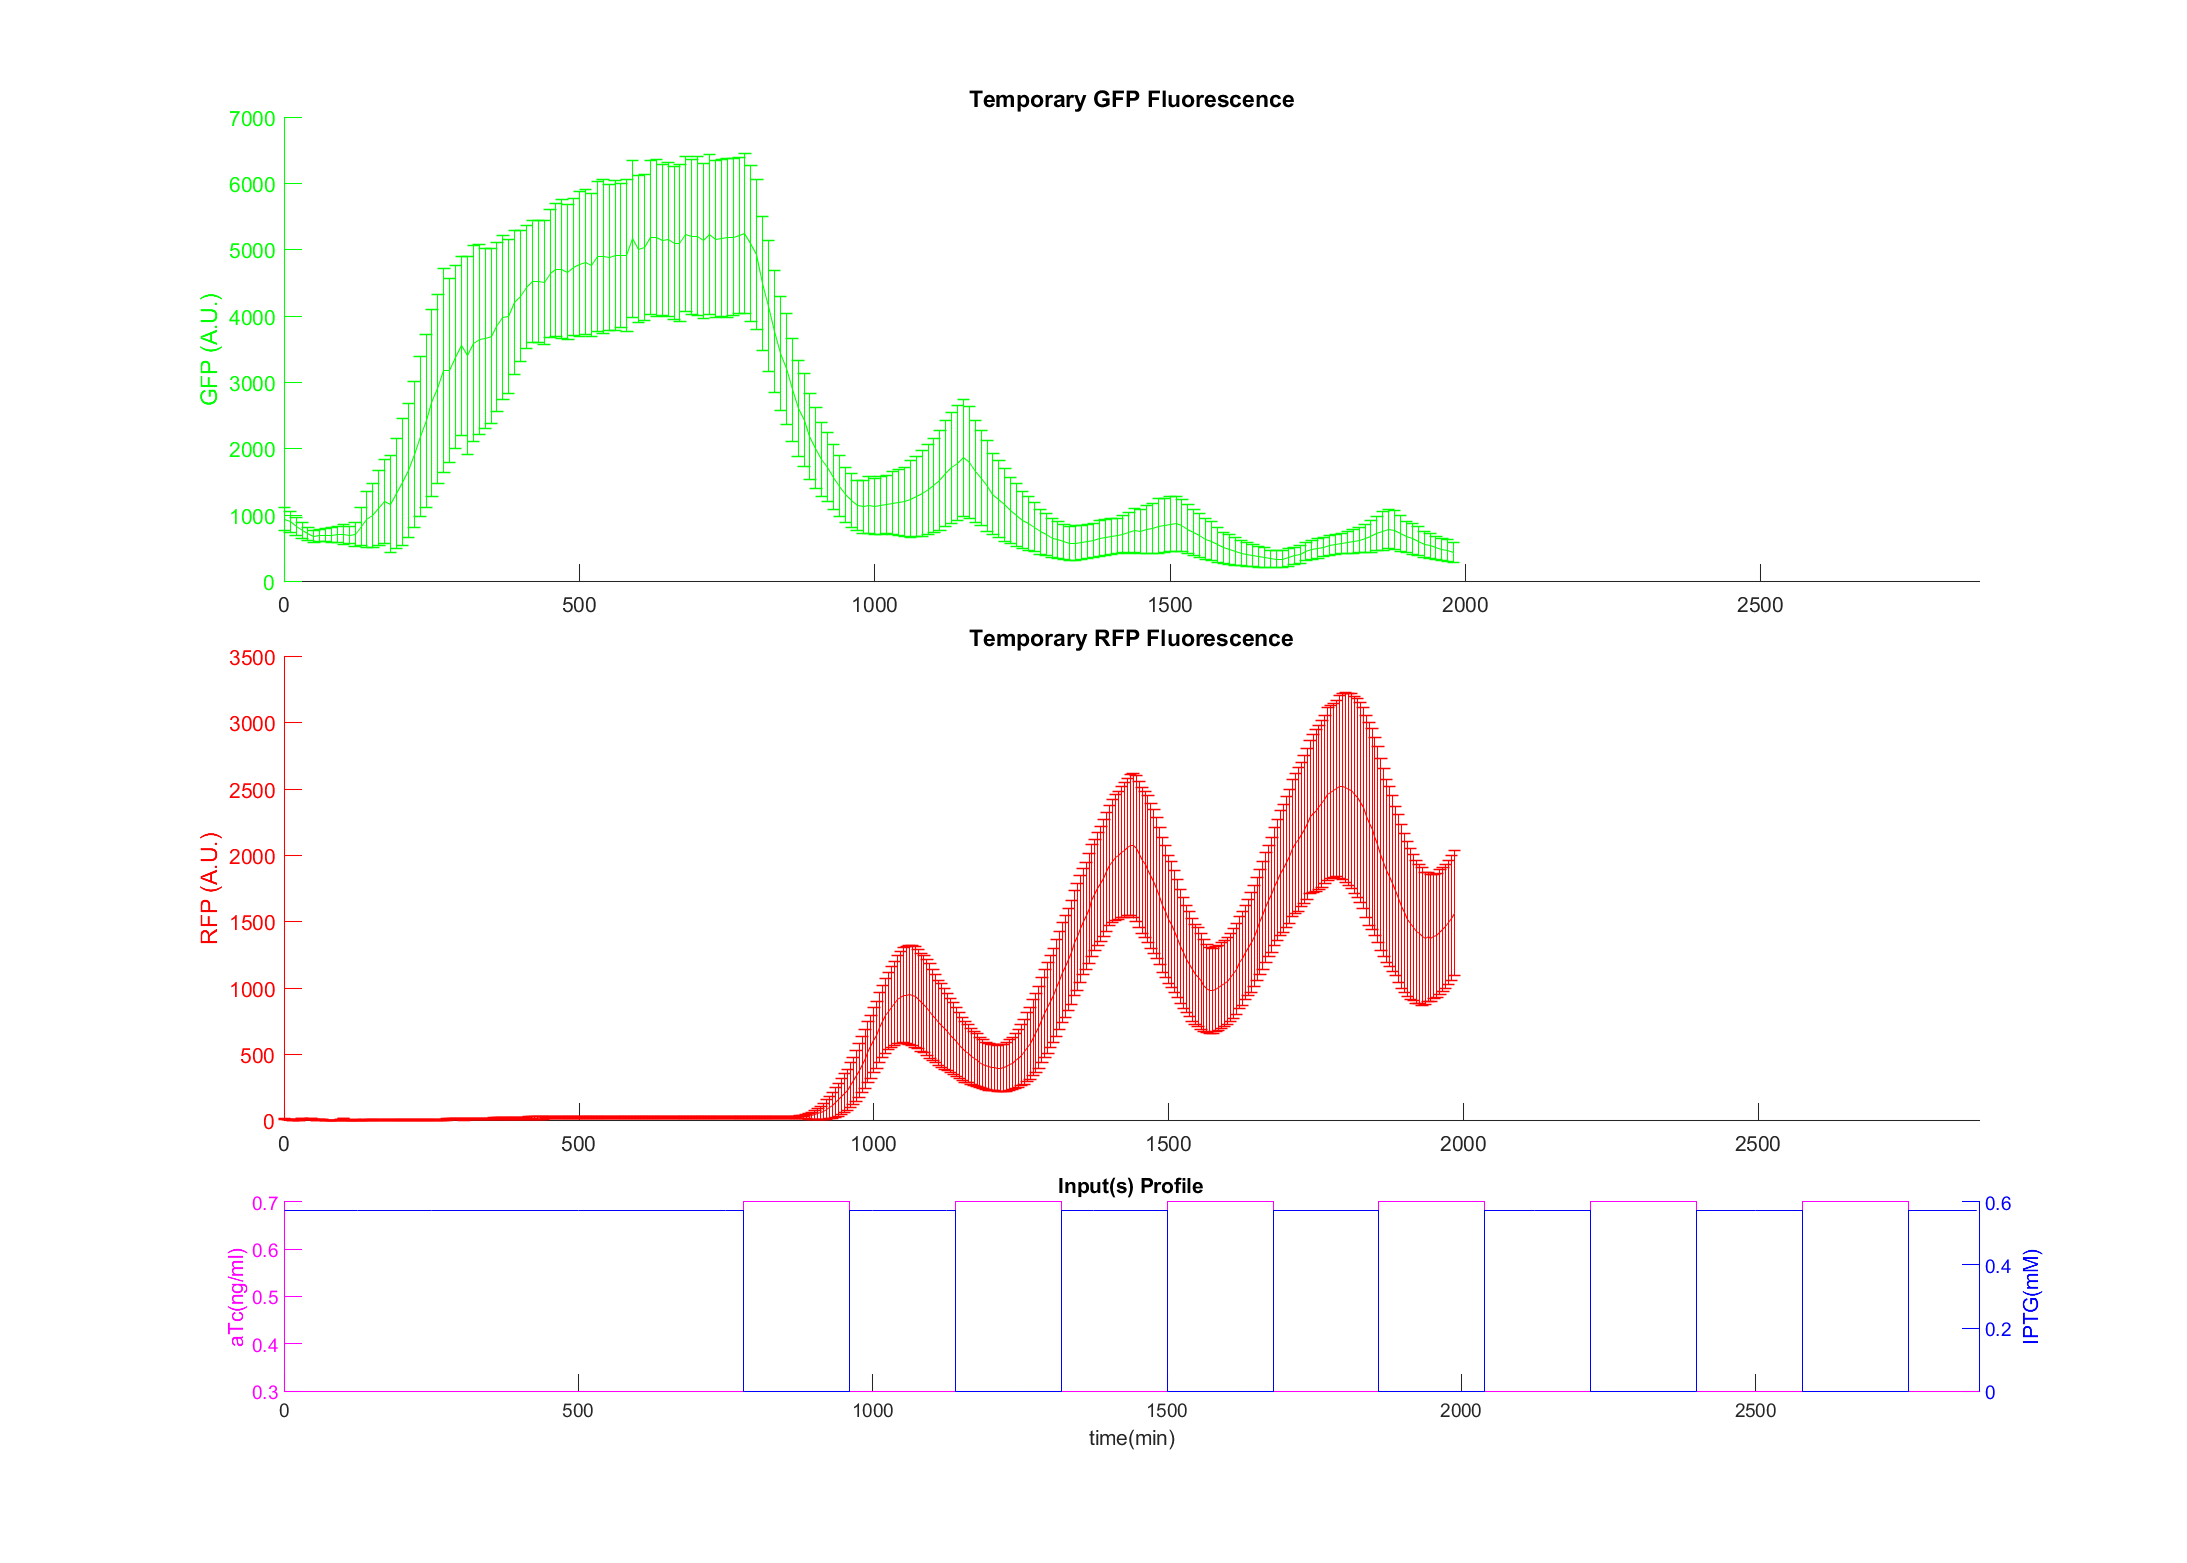 Temporary GFP Fluorescence
7000
6000
5000
4000
3000
2000
1000
0
GFP (A.U.)
0 500 1000 1500 2000 2500
Temporary RFP Fluorescence
3500
3000
2500
2000
1500
1000
500
0
RFP (A.U.)
0 500 1000 1500 2000 2500
Input(s) Profile
0.7
0.6
0.5
0.4
0.3
aTc(ng/ml)
0.6
0.4
0.2
0
IPTG(mM)
0 500 1000 1500 2000 2500
time(min)